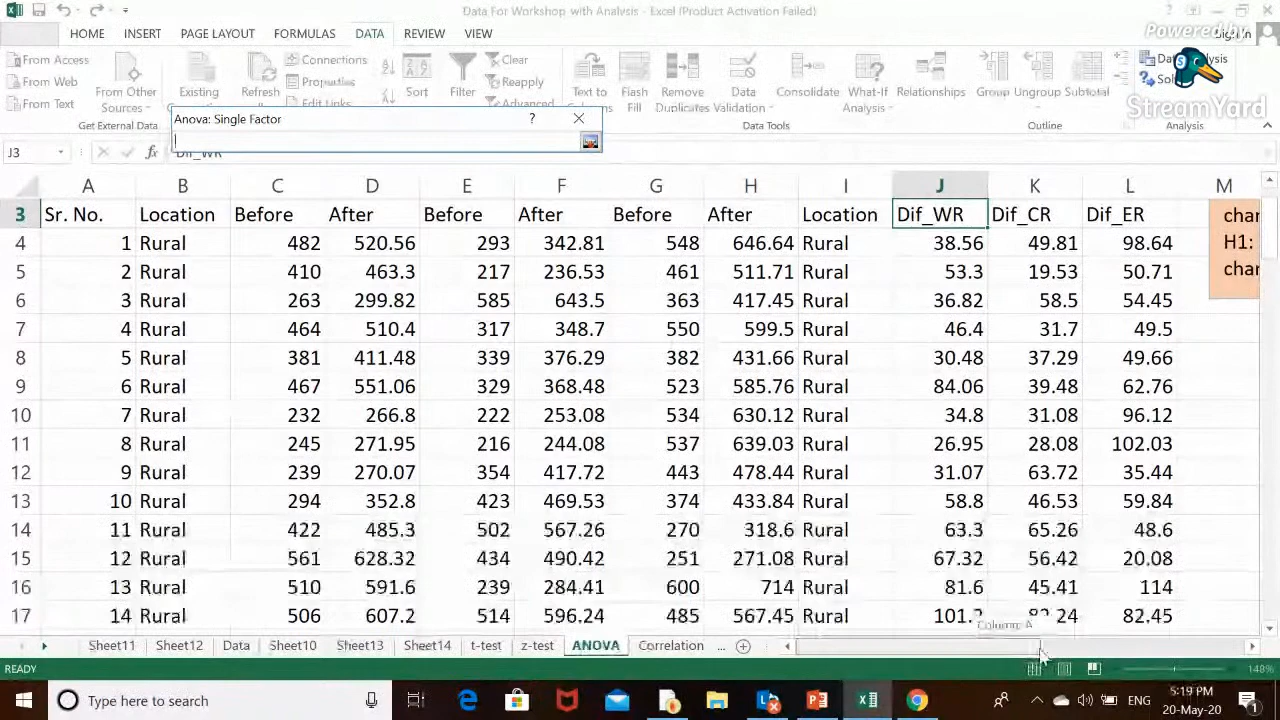 Data For Workshop with Analysis - Excel (Product Activation Failed)
Powered by
StreamYard
HOME INSERT PAGE LAYOUT FORMULAS DATA REVIEW VIEW
From Access
From Web
From Text
From Other
Sources
Existing
Refresh
Connections
Properties
Edit Links
Sort
Filter
Clear
Reapply
Advanced
Text to
Flash
Fill
Remove
Duplicates
Data
Validation
Consolidate
What-If
Analysis
Relationships
Group
Ungroup
Subtotal
Get External Data
Data Tools
Outline
Analysis
Anova: Single Factor ?
J3 fx Dif_WR
A B C D E F G H I J K L M
3 Sr. No. Location Before After Before After Before After Location Dif_WR Dif_CR Dif_ER char
4 1 Rural 482 520.56 293 342.81 548 646.64 Rural 38.56 49.81 98.64 H1:
5 2 Rural 410 463.3 217 236.53 461 511.71 Rural 53.3 19.53 50.71 char
6 3 Rural 263 299.82 585 643.5 363 417.45 Rural 36.82 58.5 54.45
7 4 Rural 464 510.4 317 348.7 550 599.5 Rural 46.4 31.7 49.5
8 5 Rural 381 411.48 339 376.29 382 431.66 Rural 30.48 37.29 49.66
9 6 Rural 467 551.06 329 368.48 523 585.76 Rural 84.06 39.48 62.76
10 7 Rural 232 266.8 222 253.08 534 630.12 Rural 34.8 31.08 96.12
11 8 Rural 245 271.95 216 244.08 537 639.03 Rural 26.95 28.08 102.03
12 9 Rural 239 270.07 354 417.72 443 478.44 Rural 31.07 63.72 35.44
13 10 Rural 294 352.8 423 469.53 374 433.84 Rural 58.8 46.53 59.84
14 11 Rural 422 485.3 502 567.26 270 318.6 Rural 63.3 65.26 48.6
15 12 Rural 561 628.32 434 490.42 251 271.08 Rural 67.32 56.42 20.08
16 13 Rural 510 591.6 239 284.41 600 714 Rural 81.6 45.41 114
17 14 Rural 506 607.2 514 596.24 485 567.45 Rural 101. 24 82.45
Column: A
Sheet11 Sheet12 Data Sheet10 Sheet13 Sheet14 t-test z-test ANOVA Correlation ...
READY 148%
Type here to search
ENG
5:19 PM
20-May-20
1